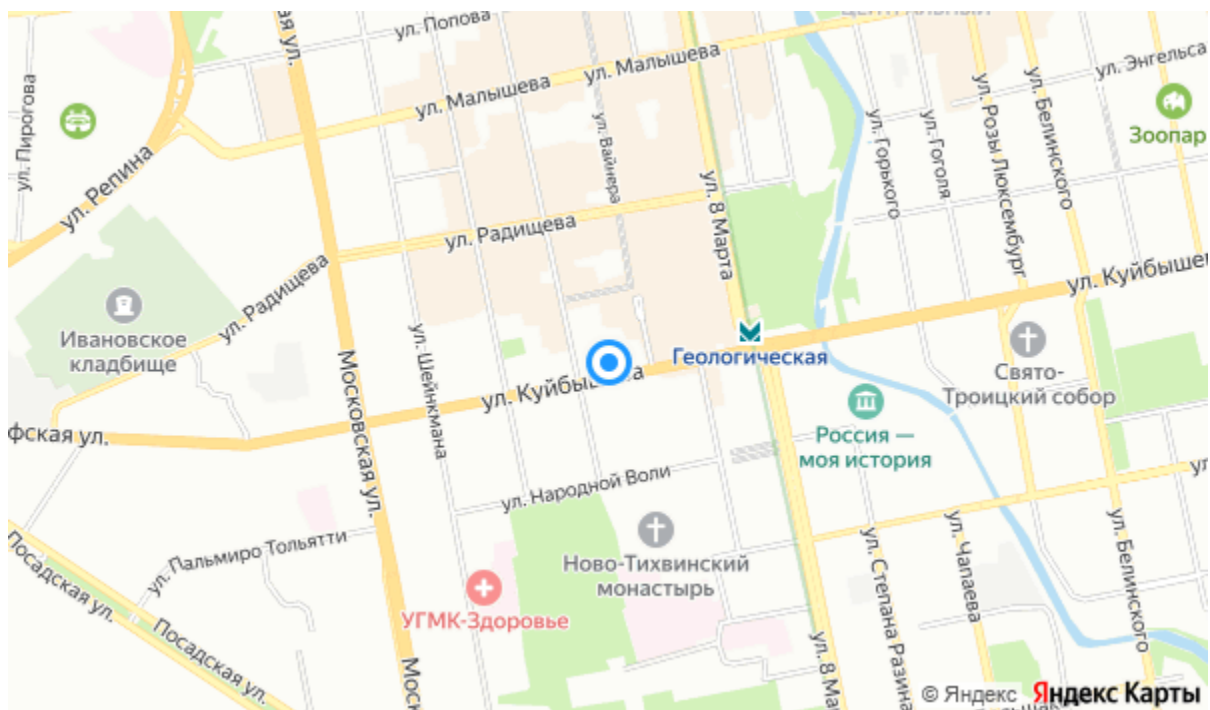 ЦЕНТРАЛЬНЫЙ
ул. Попова
ул. Малышева
ул. Малышева
ул. Энгельса
Зоопар
ул. Пирогова
ул. Репина
ул. Вайнера
ул. Горького
ул. Гоголя
ул. Розы Люксембург
ул. Белинского
ул. Радищева
ул. 8 Марта
ул. Радищева
ул. Куйбышев
Ивановское
кладбище
Геологическая
Свято-
Троицкий собор
ул. Шейнкмана
Московская ул.
фская ул.
Россия —
моя история
ул. Народной Воли
Ново-Тихвинский
монастырь
УГМК-Здоровье
ул. Пальмиро Тольятти
Посадская ул.
Посадская ул.
Моск
ул. 8 Ма
ул. Степана Разина
ул. Чапаева
ул. Белинского
© Яндекс Яндекс Карты